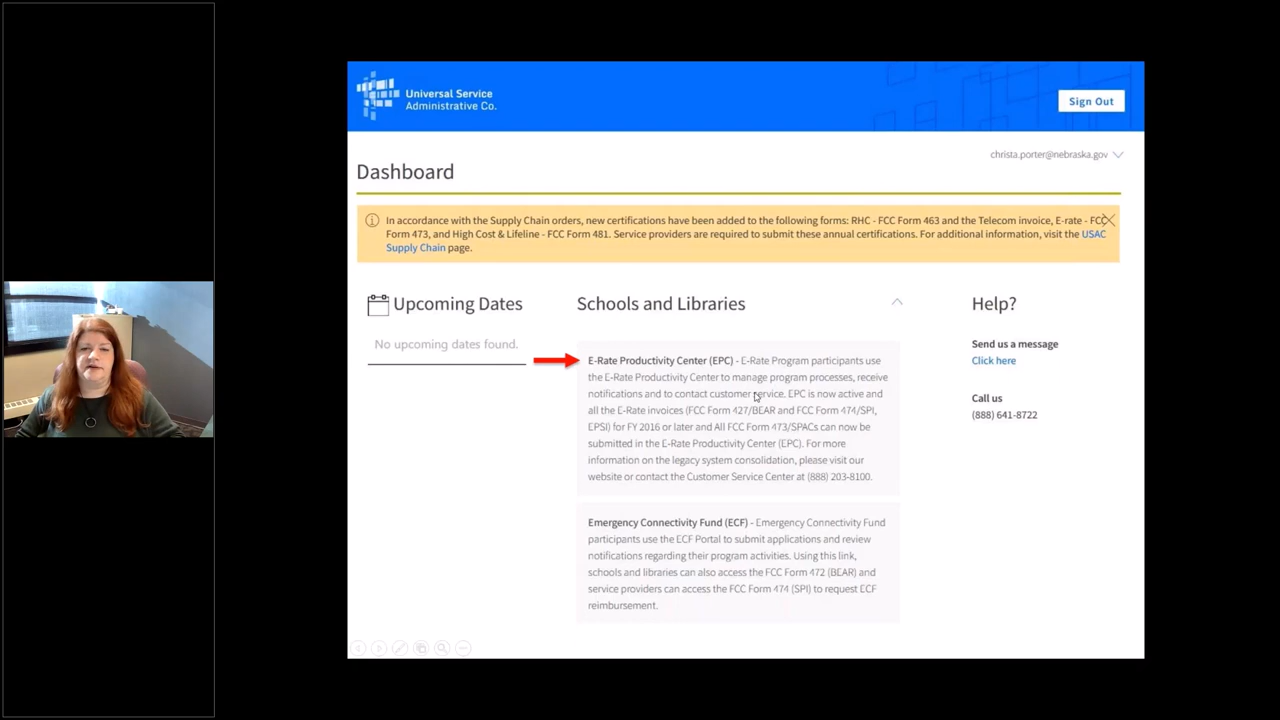 Universal Service
Administrative Co.
Sign Out
christa.porter@nebraska.gov
Dashboard
In accordance with the Supply Chain orders, new certifications have been added to the following forms: RHC - FCC Form 463 and the Telecom invoice, E-rate - FCC
Form 473, and High Cost & Lifeline - FCC Form 481. Service providers are required to submit these annual certifications. For additional information, visit the USAC
Supply Chain page.
Upcoming Dates
No upcoming dates found.
Schools and Libraries
E-Rate Productivity Center (EPC) - E-Rate Program participants use
the E-Rate Productivity Center to manage program processes, receive
notifications and to contact customer service. EPC is now active and
all the E-Rate invoices (FCC Form 427/BEAR and FCC Form 474/SPI,
EPSI) for FY 2016 or later and All FCC Form 473/SPACs can now be
submitted in the E-Rate Productivity Center (EPC). For more
information on the legacy system consolidation, please visit our
website or contact the Customer Service Center at (888) 203-8100.
Emergency Connectivity Fund (ECF) - Emergency Connectivity Fund
participants use the ECF Portal to submit applications and review
notifications regarding their program activities. Using this link,
schools and libraries can also access the FCC Form 472 (BEAR) and
service providers can access the FCC Form 474 (SPI) to request ECF
reimbursement.
Help?
Send us a message
Click here
Call us
(888) 641-8722